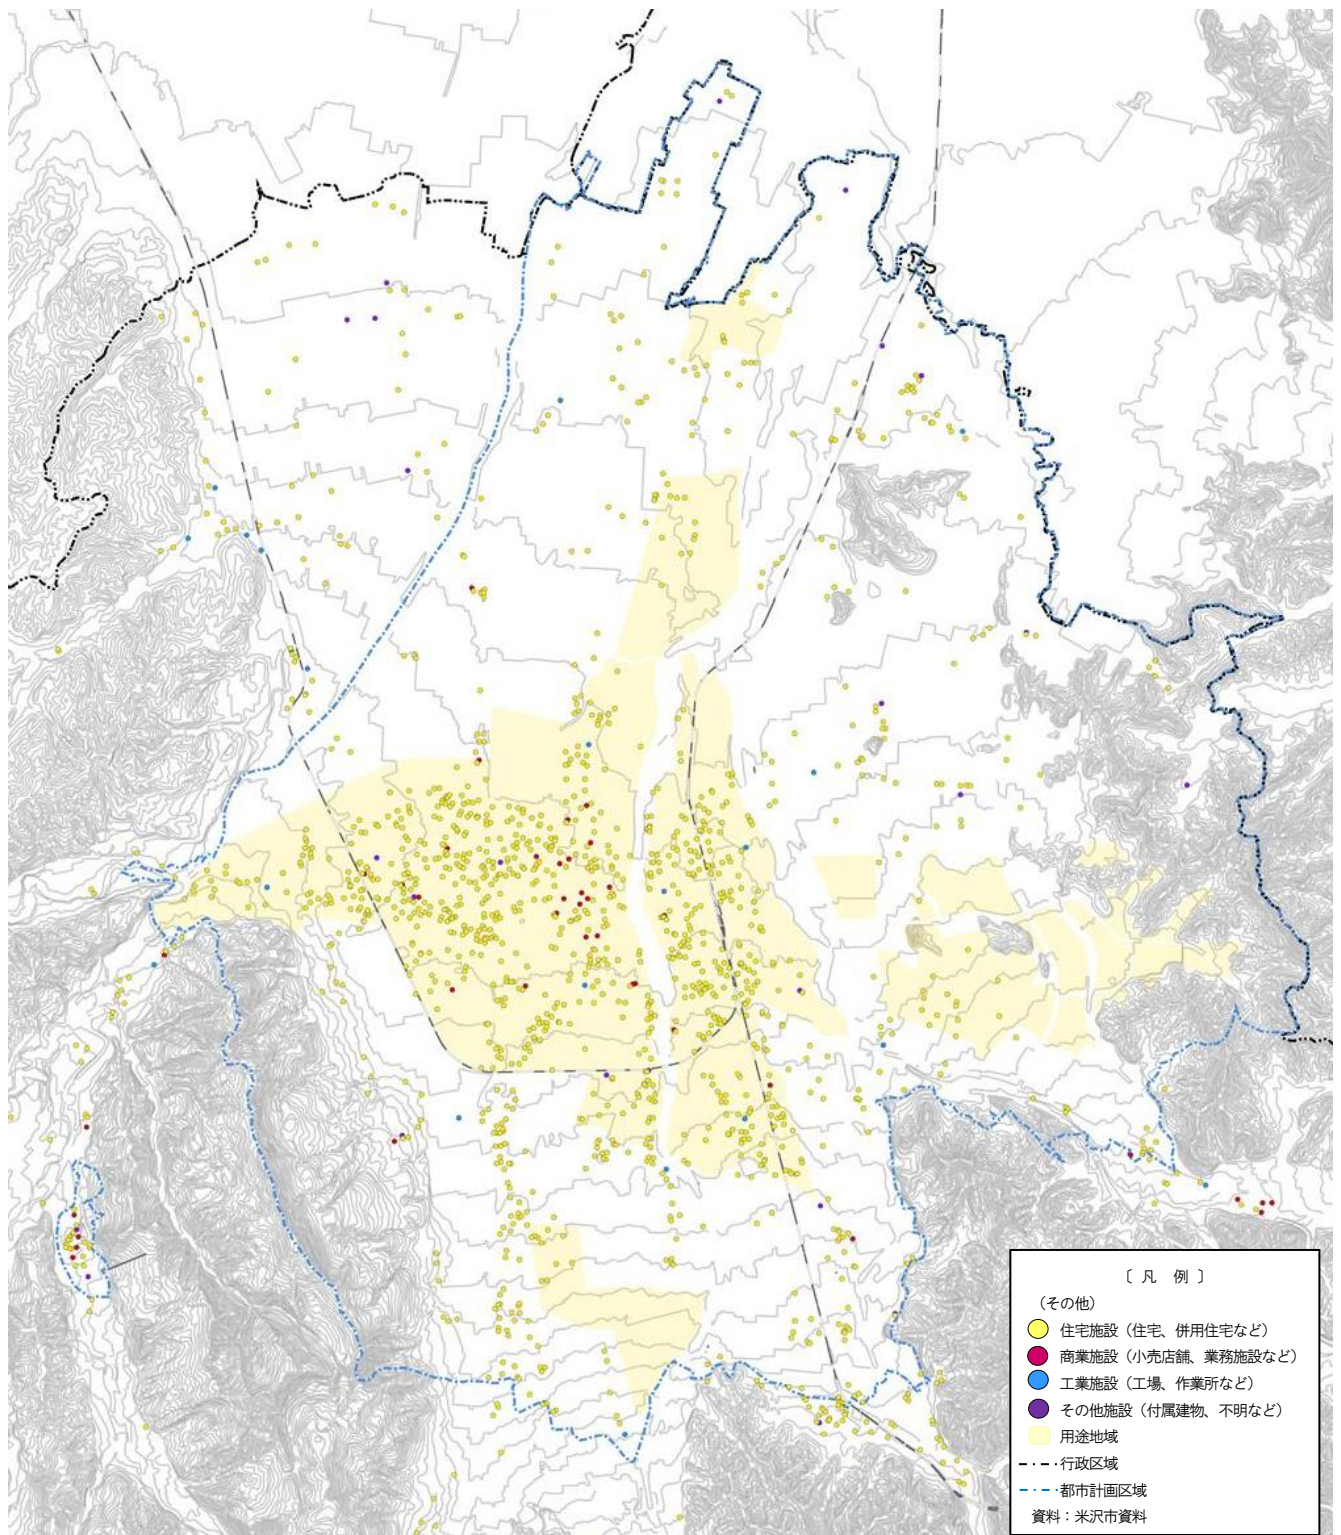 〔 凡 例 〕
(その他)
住宅施設（住宅、併用住宅など）
商業施設（小売店舗、業務施設など）
工業施設（工場、作業所など）
その他施設（付属建物、不明など）
用途地域
行政区域
都市計画区域
資料：米沢市資料